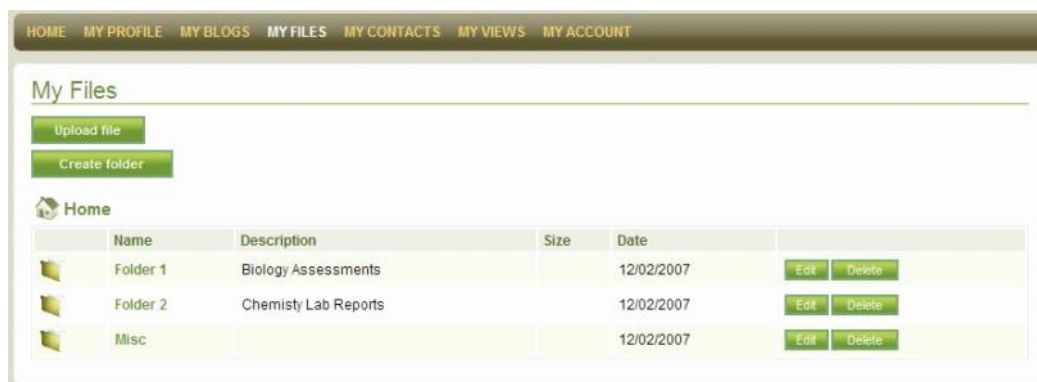 HOME MY PROFILE MY BLOGS MY FILES MY CONTACTS MY VIEWS MY ACCOUNT
My Files
Upload file
Create folder
Home
Name Description Size Date
Folder 1 Biology Assessments 12/02/2007 Edit Delete
Folder 2 Chemisty Lab Reports 12/02/2007 Edit Delete
Misc 12/02/2007 Edit Delete